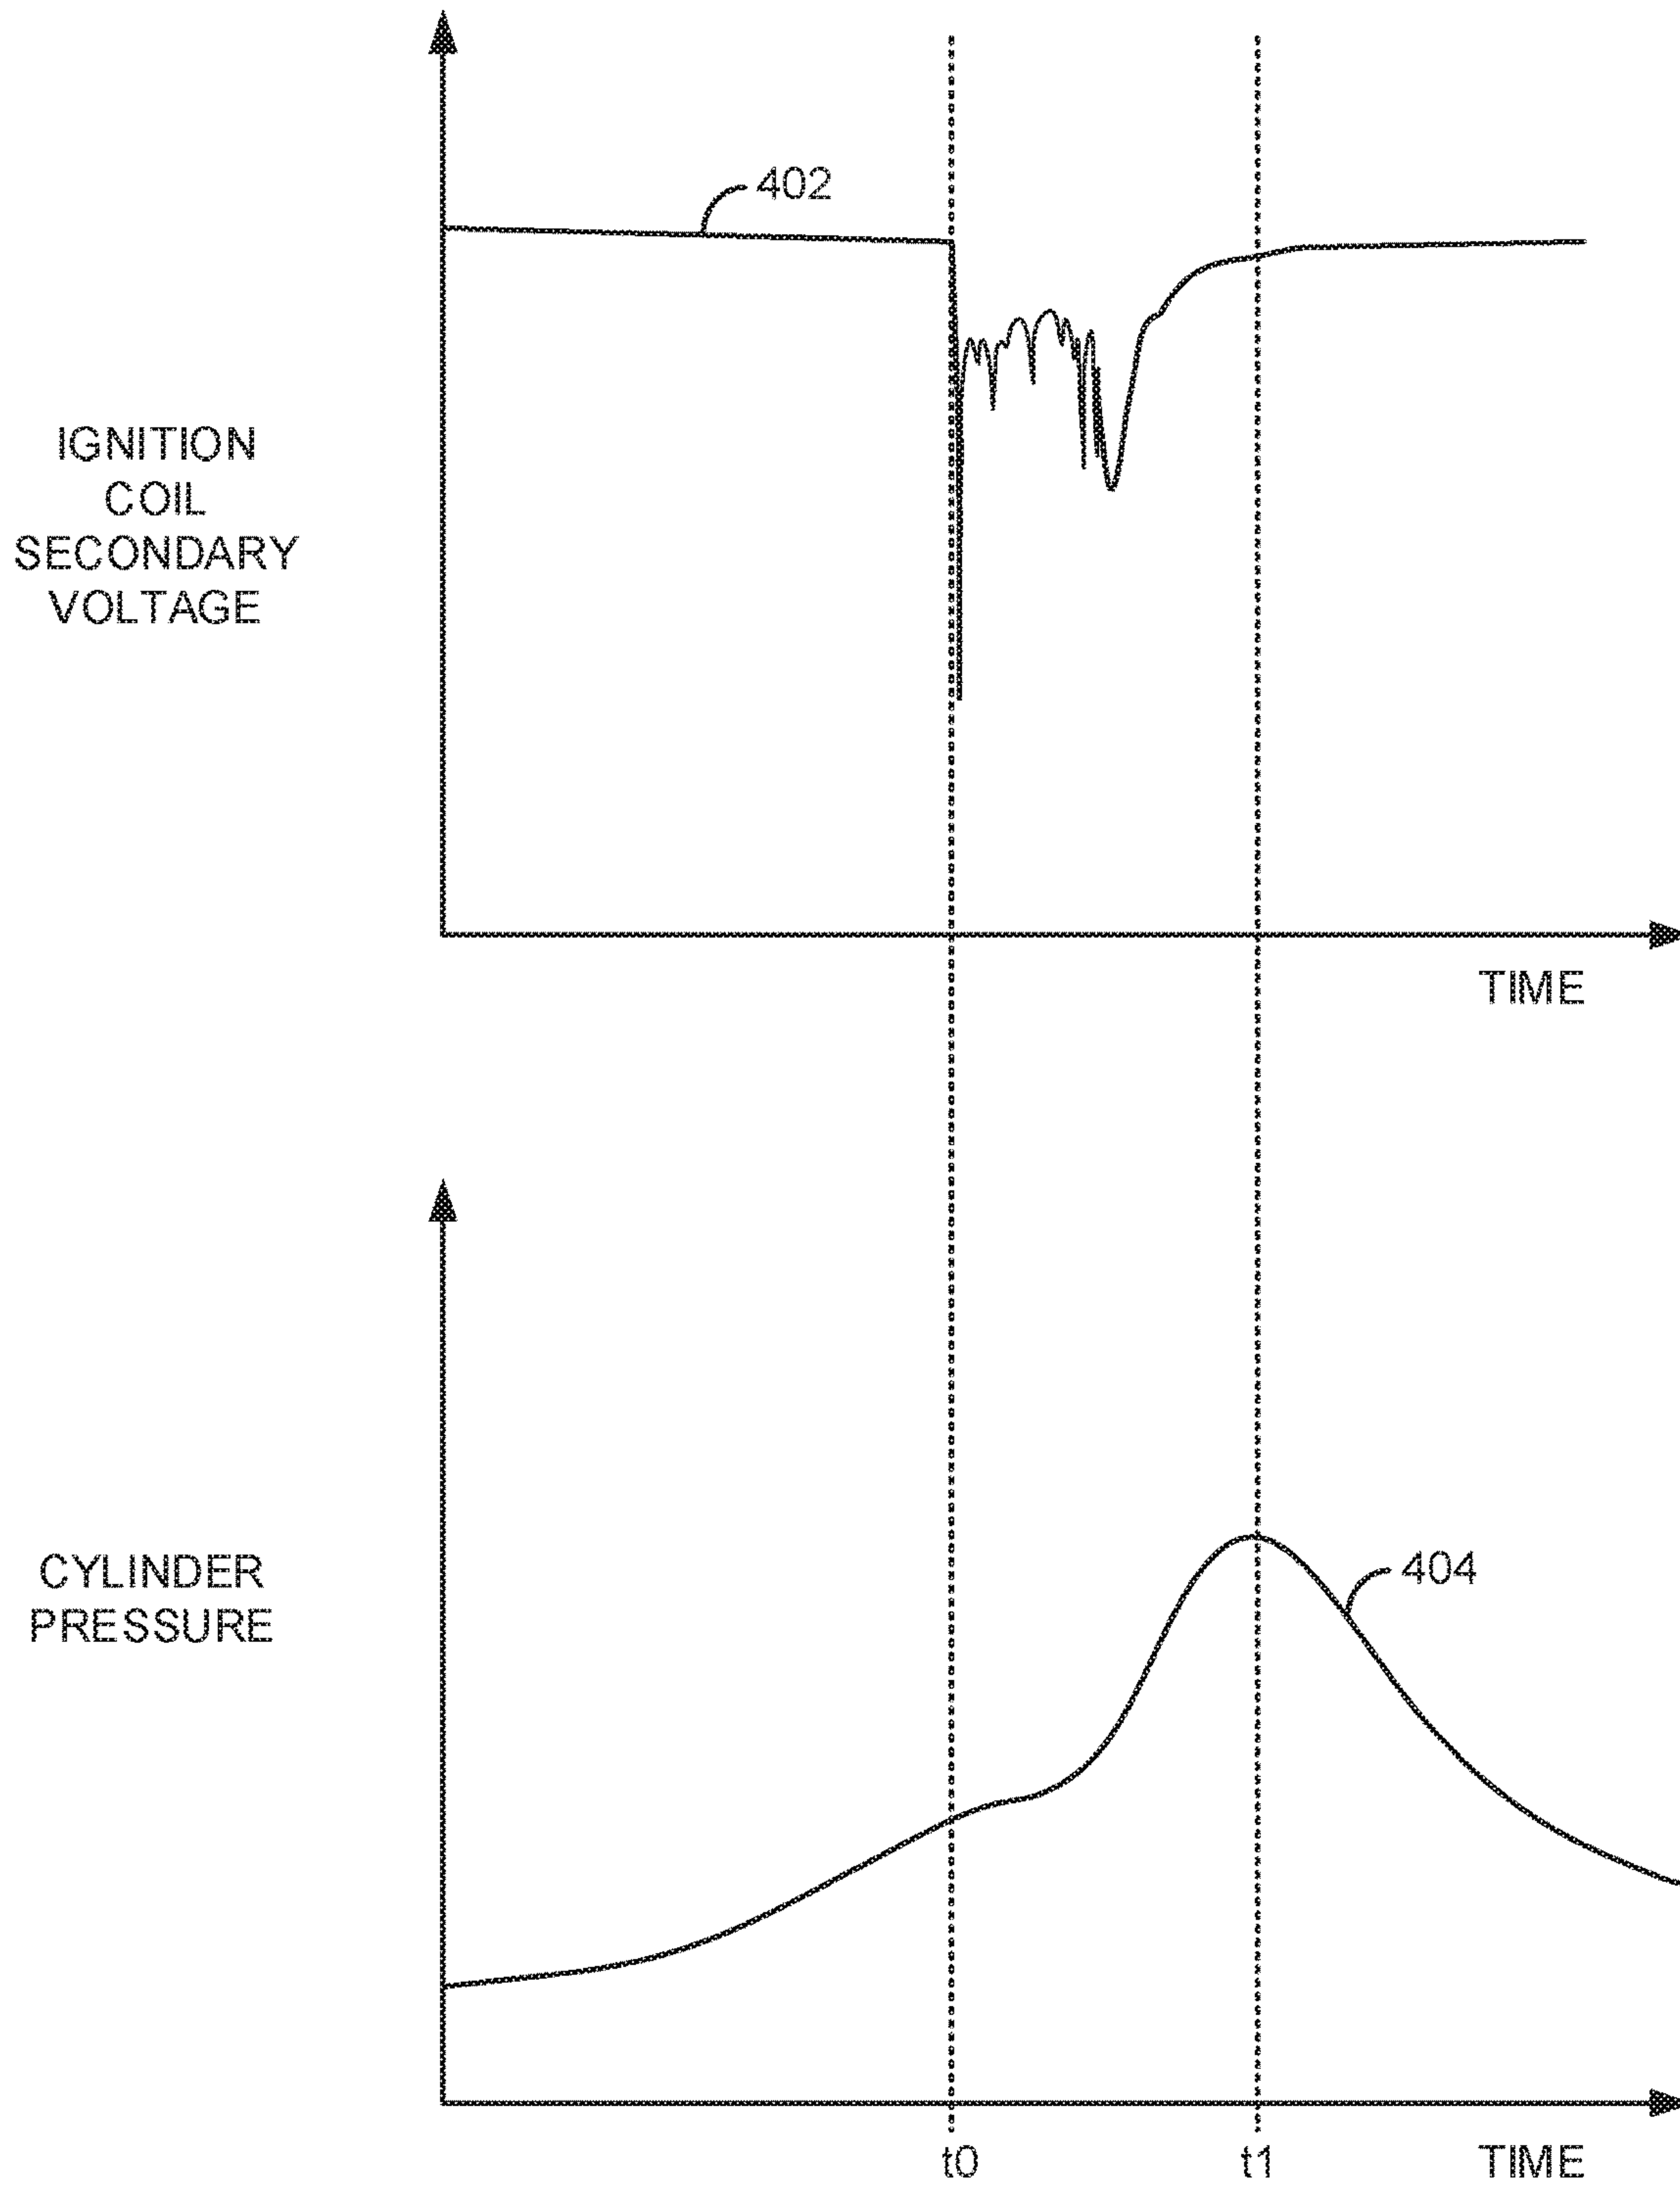 402
IGNITION
COIL
SECONDARY
VOLTAGE
TIME
CYLINDER
PRESSURE
404
t0
t1
TIME